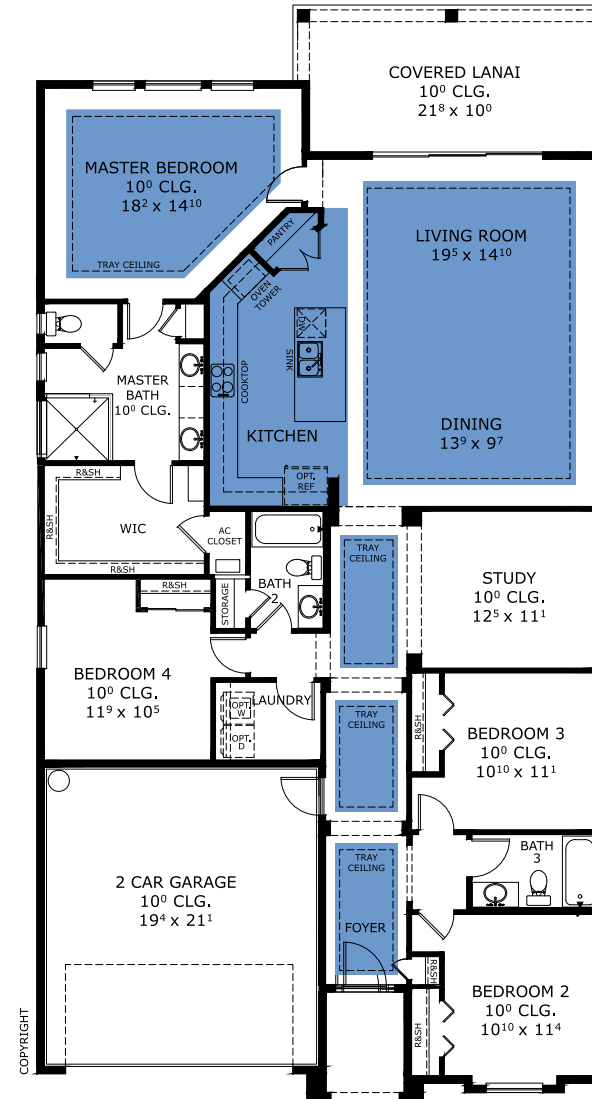 COVERED LANAI
10⁰ CLG.
21⁸ x 10⁰
MASTER BEDROOM
10⁰ CLG.
18² x 14¹⁰
TRAY CEILING
LIVING ROOM
19⁵ x 14¹⁰
PANTRY
OVEN
TOWER
DW
SINK
COOKTOP
KITCHEN
OPT.
REF
DINING
13⁹ x 9⁷
MASTER
BATH
10⁰ CLG.
R&SH
R&SH
WIC
R&SH
AC
CLOSET
STORAGE
BATH
2
TRAY
CEILING
STUDY
10⁰ CLG.
12⁵ x 11¹
R&SH
BEDROOM 4
10⁰ CLG.
11⁹ x 10⁵
LAUNDRY
OPT.
W
OPT.
D
TRAY
CEILING
R&SH
BEDROOM 3
10⁰ CLG.
10¹⁰ x 11¹
BATH
3
2 CAR GARAGE
10⁰ CLG.
19⁴ x 21¹
TRAY
CEILING
FOYER
R&SH
R&SH
BEDROOM 2
10⁰ CLG.
10¹⁰ x 11⁴
COPYRIGHT